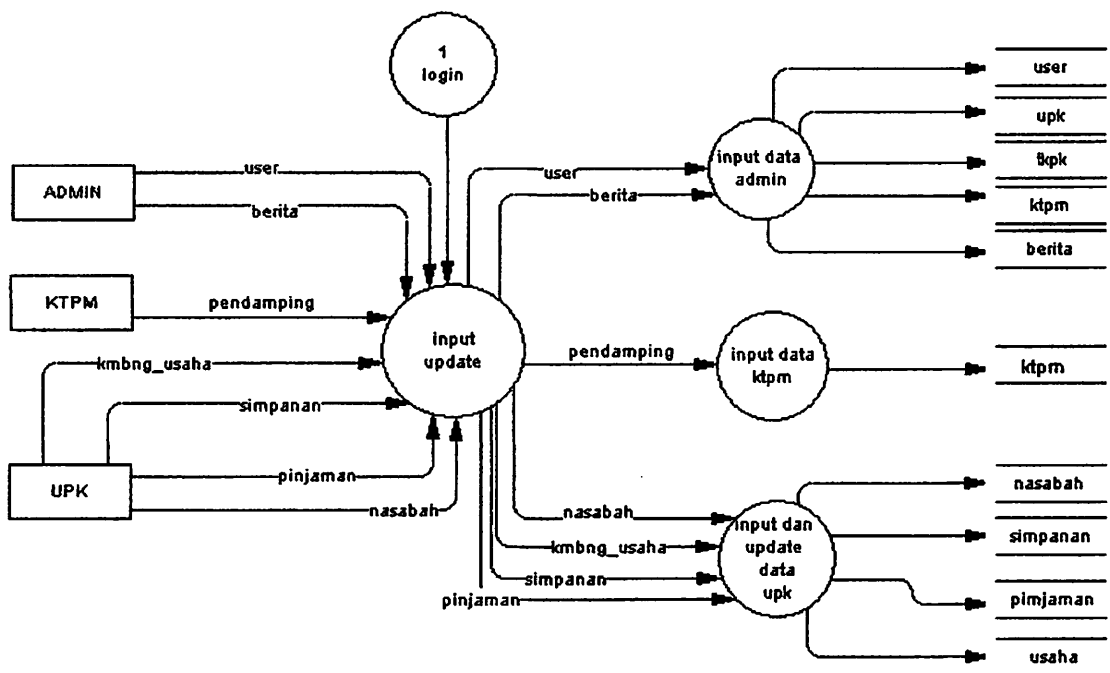 1
login
user
user
upk
input data
admin
tkpk
ADMIN
user
berita
berita
ktpm
berita
KTPM
pendamping
input
update
pendamping
input data
ktpm
ktpm
kmbng_usaha
simpanan
UPK
pinjaman
nasabah
nasabah
kmbng_usaha
simpanan
pinjaman
input dan
update
data
upk
nasabah
simpanan
pimjaman
usaha